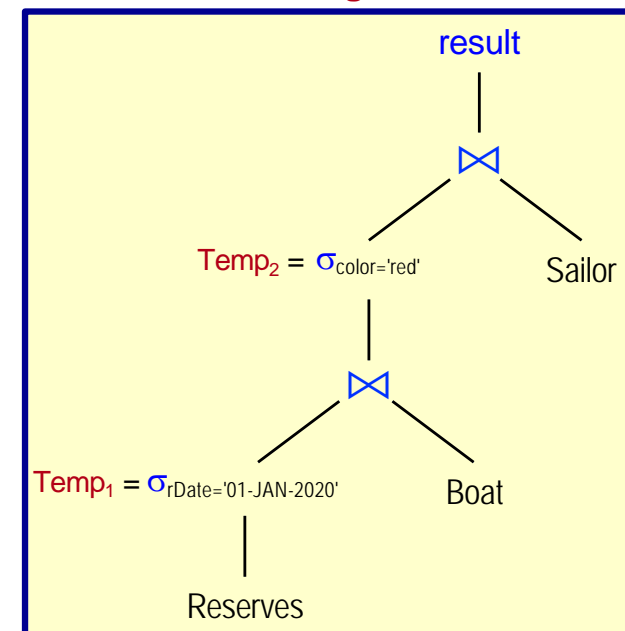 result
⋈
Temp₂ = σcolor='red'
Sailor
⋈
Temp₁ = σrDate='01-JAN-2020'
Boat
Reserves